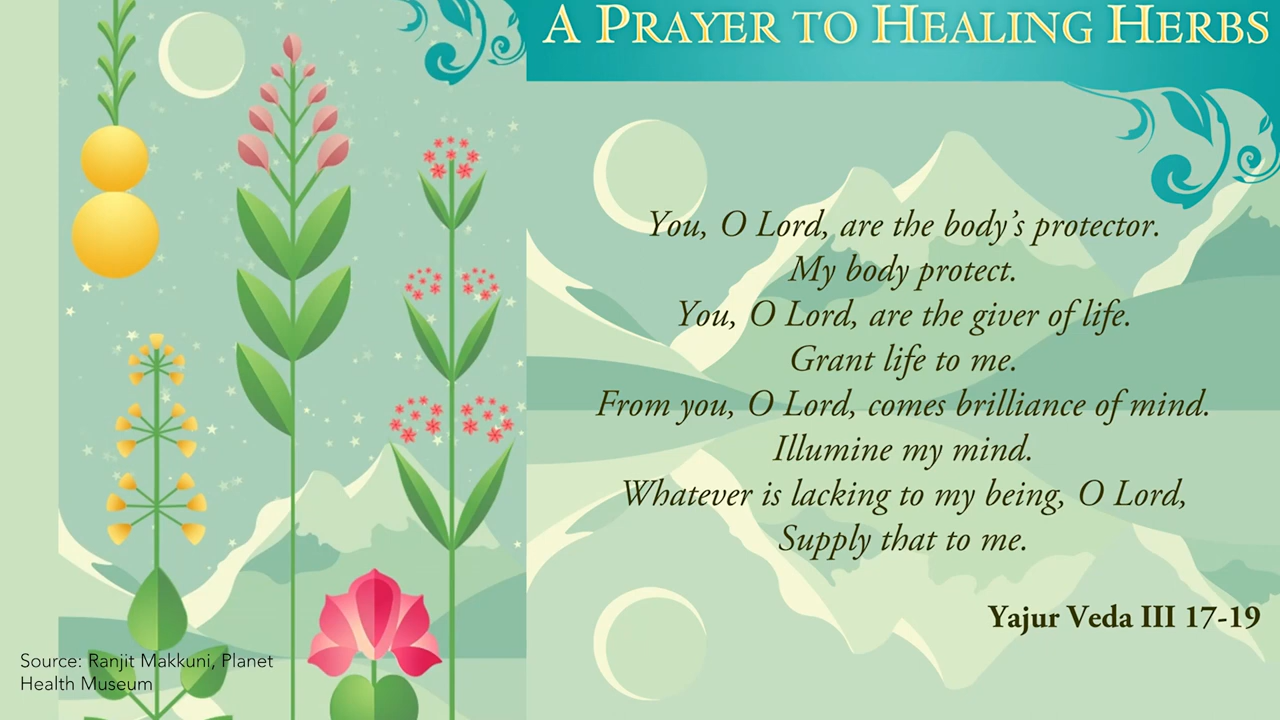 A PRAYER TO HEALING HERBS
You, O Lord, are the body’s protector.
My body protect.
You, O Lord, are the giver of life.
Grant life to me.
From you, O Lord, comes brilliance of mind.
Illumine my mind.
Whatever is lacking to my being, O Lord,
Supply that to me.
Yajur Veda III 17-19
Source: Ranjit Makkuni, Planet
Health Museum